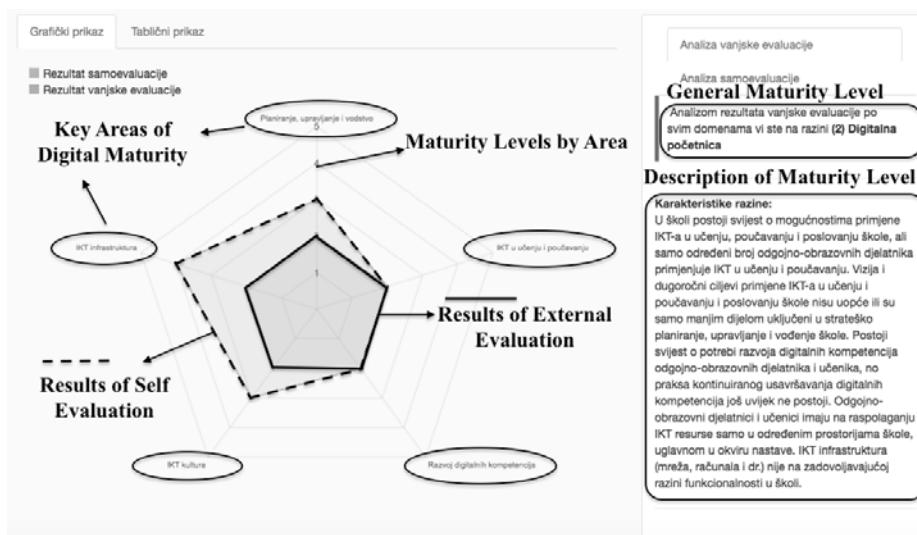 Grafički prikaz
Tablični prikaz
Rezultat samoevaluacije
Rezultat vanjske evaluacije
Planiranje, upravljanje i vodstvo
5
4
1
Key Areas of
Digital Maturity
Maturity Levels by Area
IKT infrastruktura
IKT u učenju i poučavanju
Results of External
Evaluation
Results of Self
Evaluation
IKT kultura
Razvoj digitalnih kompetencija
Analiza vanjske evaluacije
Analiza samoevaluacije
General Maturity Level
Analizom rezultata vanjske evaluacije po
svim domenama vi ste na razini (2) Digitalna
početnica
Description of Maturity Level
Karakteristike razine:
U školi postoji svijest o mogućnostima primjene
IKT-a u učenju, poučavanju i poslovanju škole, ali
samo određeni broj odgojno-obrazovnih djelatnika
primjenjuje IKT u učenju i poučavanju. Vizija i
dugoročni ciljevi primjene IKT-a u učenju i
poučavanju i poslovanju škole nisu uopće ili su
samo manjim dijelom uključeni u strateško
planiranje, upravljanje i vođenje škole. Postoji
svijest o potrebi razvoja digitalnih kompetencija
odgojno-obrazovnih djelatnika i učenika, no
praksa kontinuiranog usavršavanja digitalnih
kompetencija još uvijek ne postoji. Odgojno-
obrazovni djelatnici i učenici imaju na raspolaganju
IKT resurse samo u određenim prostorijama škole,
uglavnom u okviru nastave. IKT infrastruktura
(mreža, računala i dr.) nije na zadovoljavajućoj
razini funkcionalnosti u školi.